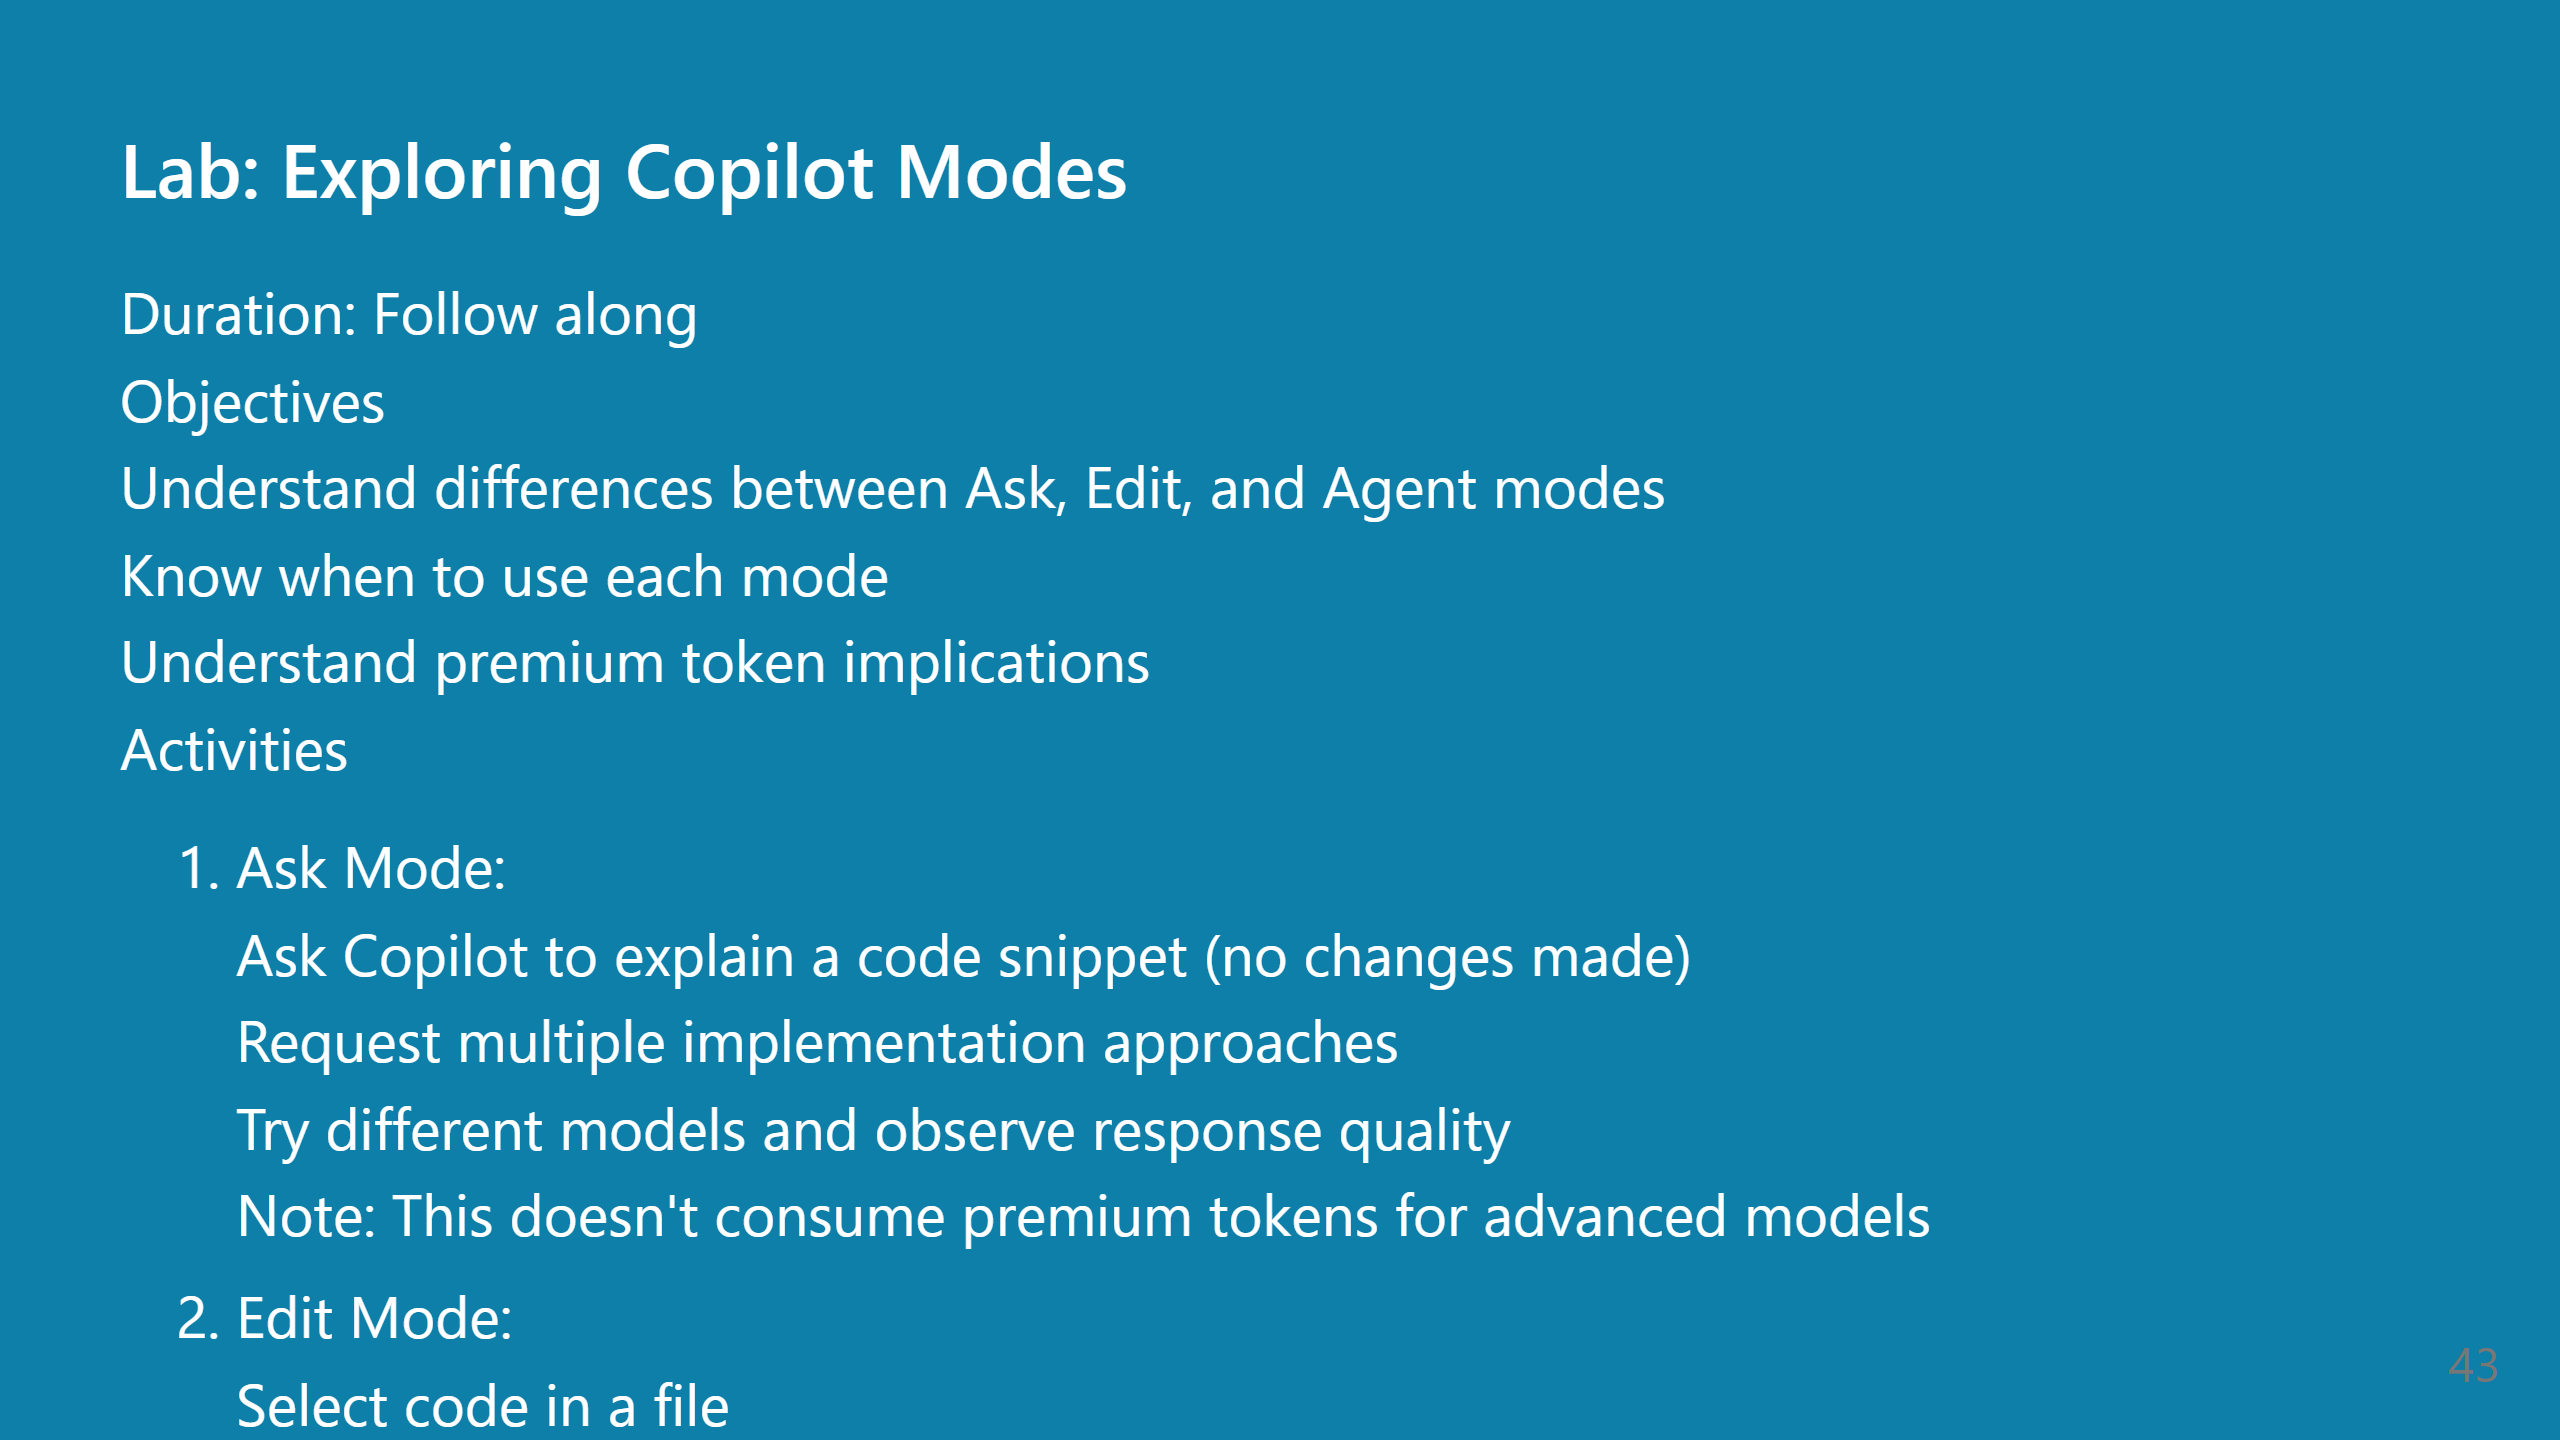 Lab: Exploring Copilot Modes
Duration: Follow along
Objectives
Understand differences between Ask, Edit, and Agent modes
Know when to use each mode
Understand premium token implications
Activities
1. Ask Mode:
Ask Copilot to explain a code snippet (no changes made)
Request multiple implementation approaches
Try different models and observe response quality
Note: This doesn't consume premium tokens for advanced models
2. Edit Mode:
Select code in a file
43